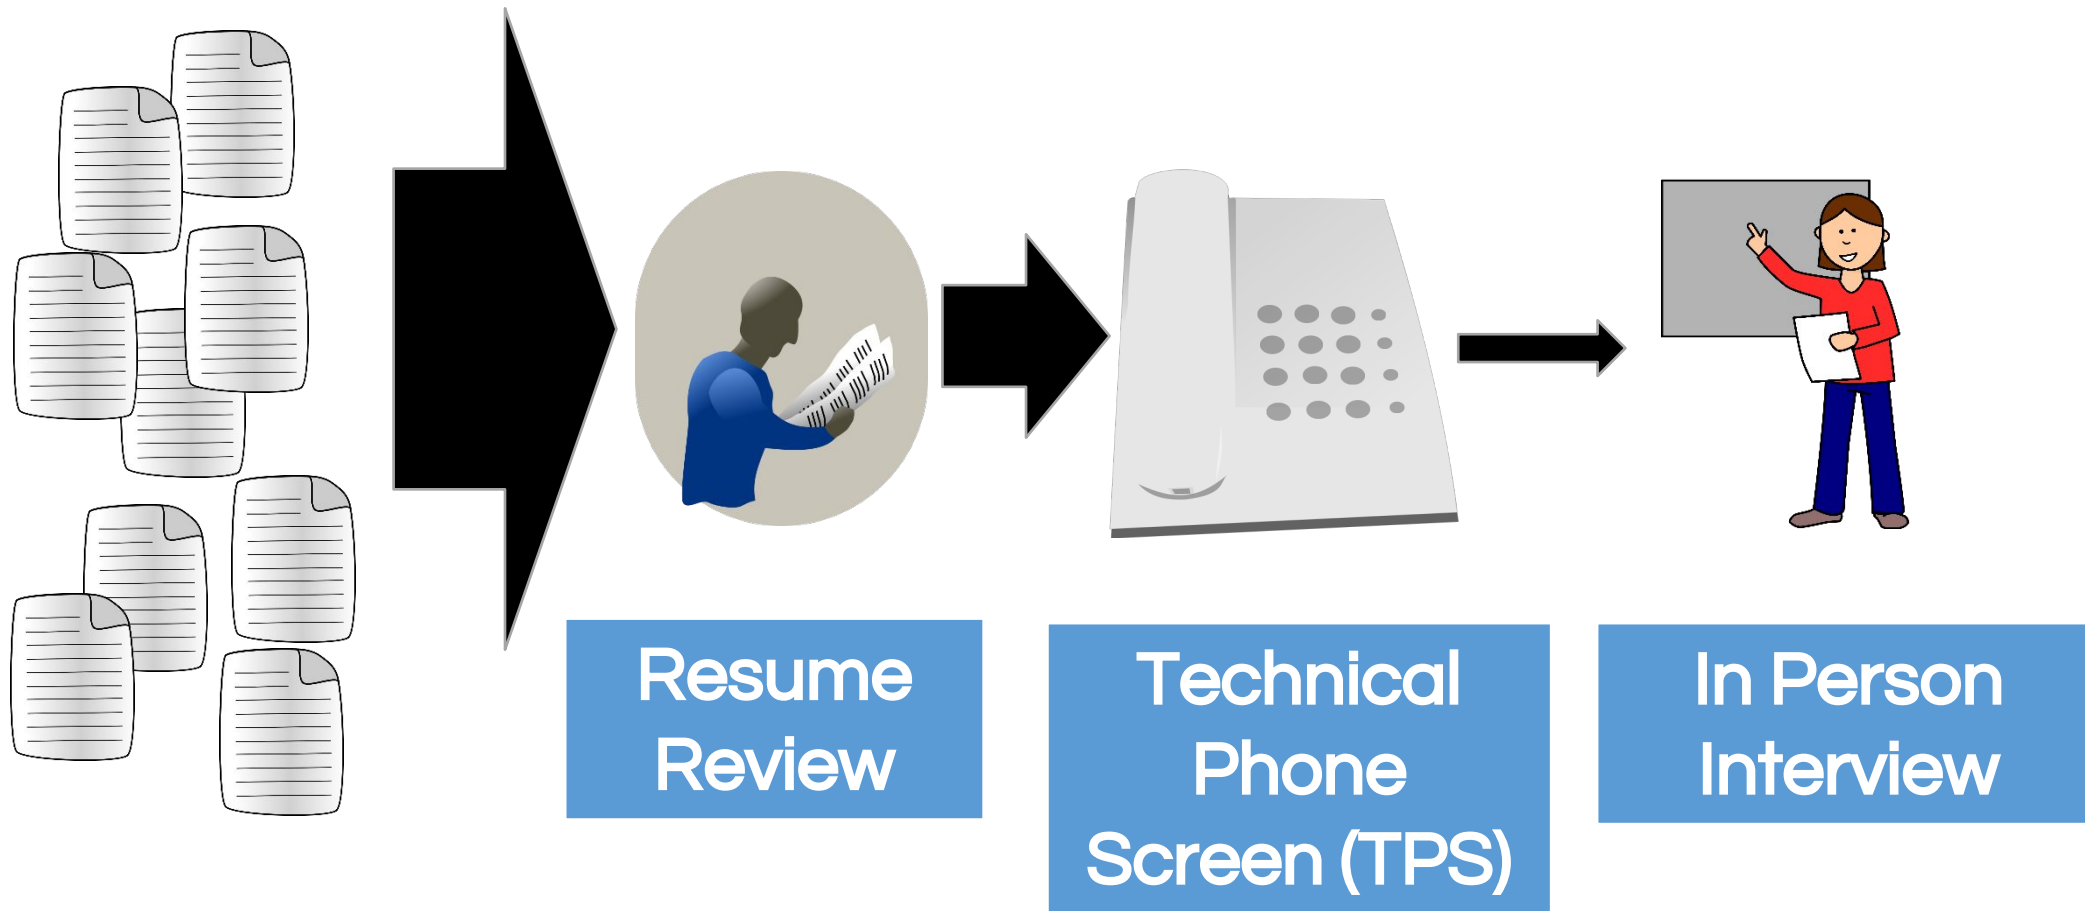 Resume
Review
Technical
Phone
Screen (TPS)
In Person
Interview